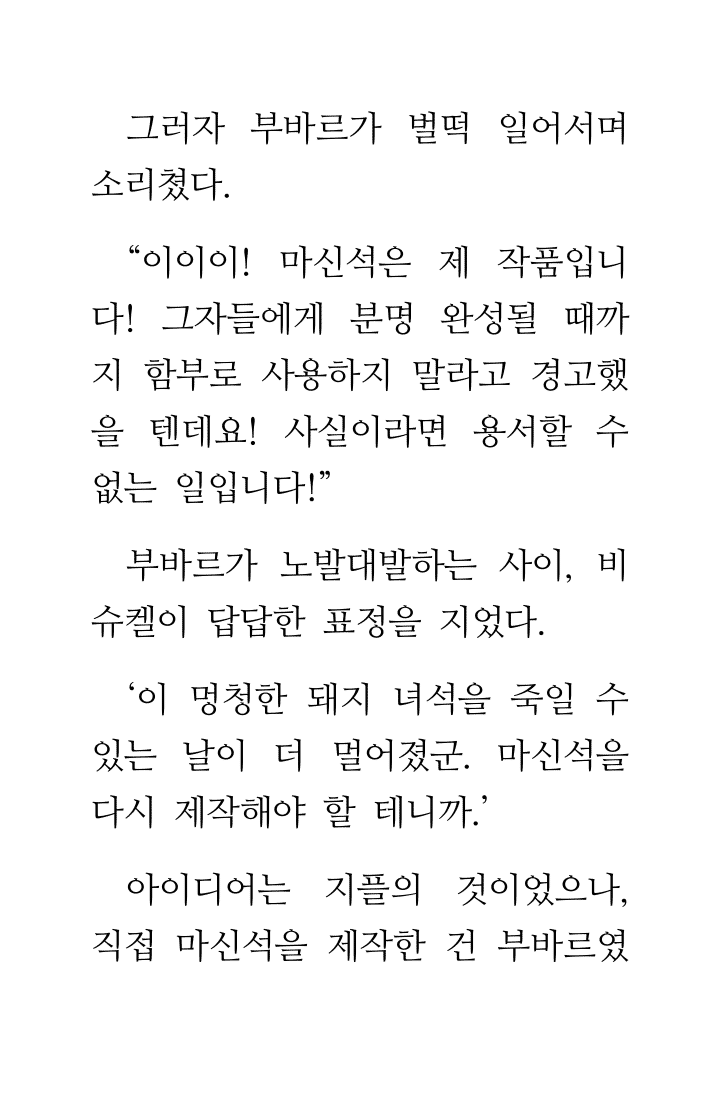 그러자 부바르가 벌떡 일어서며
소리쳤다.
“이이이! 마신석은 제 작품입니
다! 그자들에게 분명 완성될 때까
지 함부로 사용하지 말라고 경고했
을 텐데요! 사실이라면 용서할 수
없는 일입니다!”
부바르가 노발대발하는 사이, 비
슈켈이 답답한 표정을 지었다.
‘이 멍청한 돼지 녀석을 죽일 수
있는 날이 더 멀어졌군. 마신석을
다시 제작해야 할 테니까.’
아이디어는 지플의 것이었으나,
직접 마신석을 제작한 건 부바르였